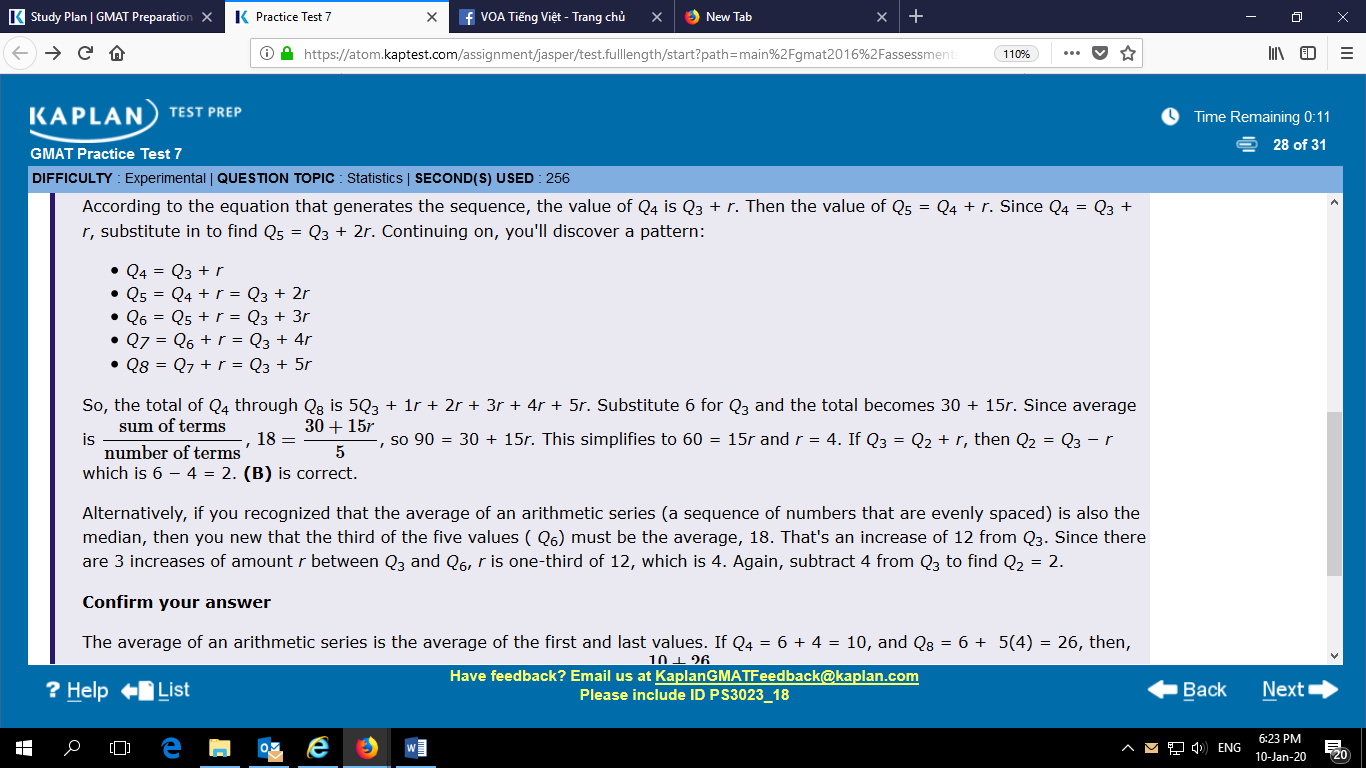 Study Plan | GMAT Preparation
Practice Test 7
VOA Tiếng Việt - Trang chủ
New Tab
https://atom.kaptest.com/assignment/jasper/test.fulllength/start?path=main%2Fgmat2016%2Fassessment
110%
KAPLAN TEST PREP
Time Remaining 0:11
GMAT Practice Test 7
28 of 31
DIFFICULTY : Experimental | QUESTION TOPIC : Statistics | SECOND(S) USED : 256
According to the equation that generates the sequence, the value of Q4 is Q3 + r. Then the value of Q5 = Q4 + r. Since Q4 = Q3 +
r, substitute in to find Q5 = Q3 + 2r. Continuing on, you'll discover a pattern:
• Q4 = Q3 + r
• Q5 = Q4 + r = Q3 + 2r
• Q6 = Q5 + r = Q3 + 3r
• Q7 = Q6 + r = Q3 + 4r
• Q8 = Q7 + r = Q3 + 5r
So, the total of Q4 through Q8 is 5Q3 + 1r + 2r + 3r + 4r + 5r. Substitute 6 for Q3 and the total becomes 30 + 15r. Since average
is sum of terms / number of terms, 18 = 30 + 15r / 5, so 90 = 30 + 15r. This simplifies to 60 = 15r and r = 4. If Q3 = Q2 + r, then Q2 = Q3 − r
which is 6 − 4 = 2. (B) is correct.
Alternatively, if you recognized that the average of an arithmetic series (a sequence of numbers that are evenly spaced) is also the
median, then you new that the third of the five values ( Q6) must be the average, 18. That's an increase of 12 from Q3. Since there
are 3 increases of amount r between Q3 and Q6, r is one-third of 12, which is 4. Again, subtract 4 from Q3 to find Q2 = 2.
Confirm your answer
The average of an arithmetic series is the average of the first and last values. If Q4 = 6 + 4 = 10, and Q8 = 6 + 5(4) = 26, then,
10 + 26
? Help
List
Have feedback? Email us at KaplanGMATFeedback@kaplan.com
Please include ID PS3023_18
Back
Next
ENG
6:23 PM
10-Jan-20
20